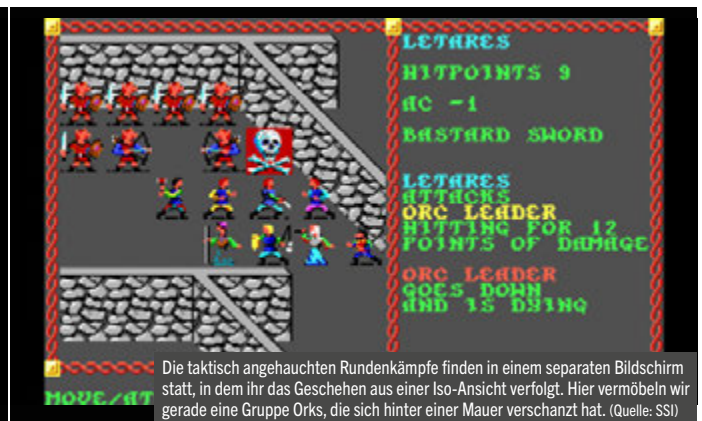 LETARES
HITPOINTS 9
AC -1
BASTARD SWORD
LETARES
ATTACKS
ORC LEADER
HITTING FOR 12
POINTS OF DAMAGE
ORC LEADER
GOES DOWN
AND IS DYING
MOVE/AT
Die taktisch angehauchten Rundenkämpfe finden in einem separaten Bildschirm
statt, in dem ihr das Geschehen aus einer Iso-Ansicht verfolgt. Hier vermöbeln wir
gerade eine Gruppe Orks, die sich hinter einer Mauer verschanzt hat. (Quelle: SSI)